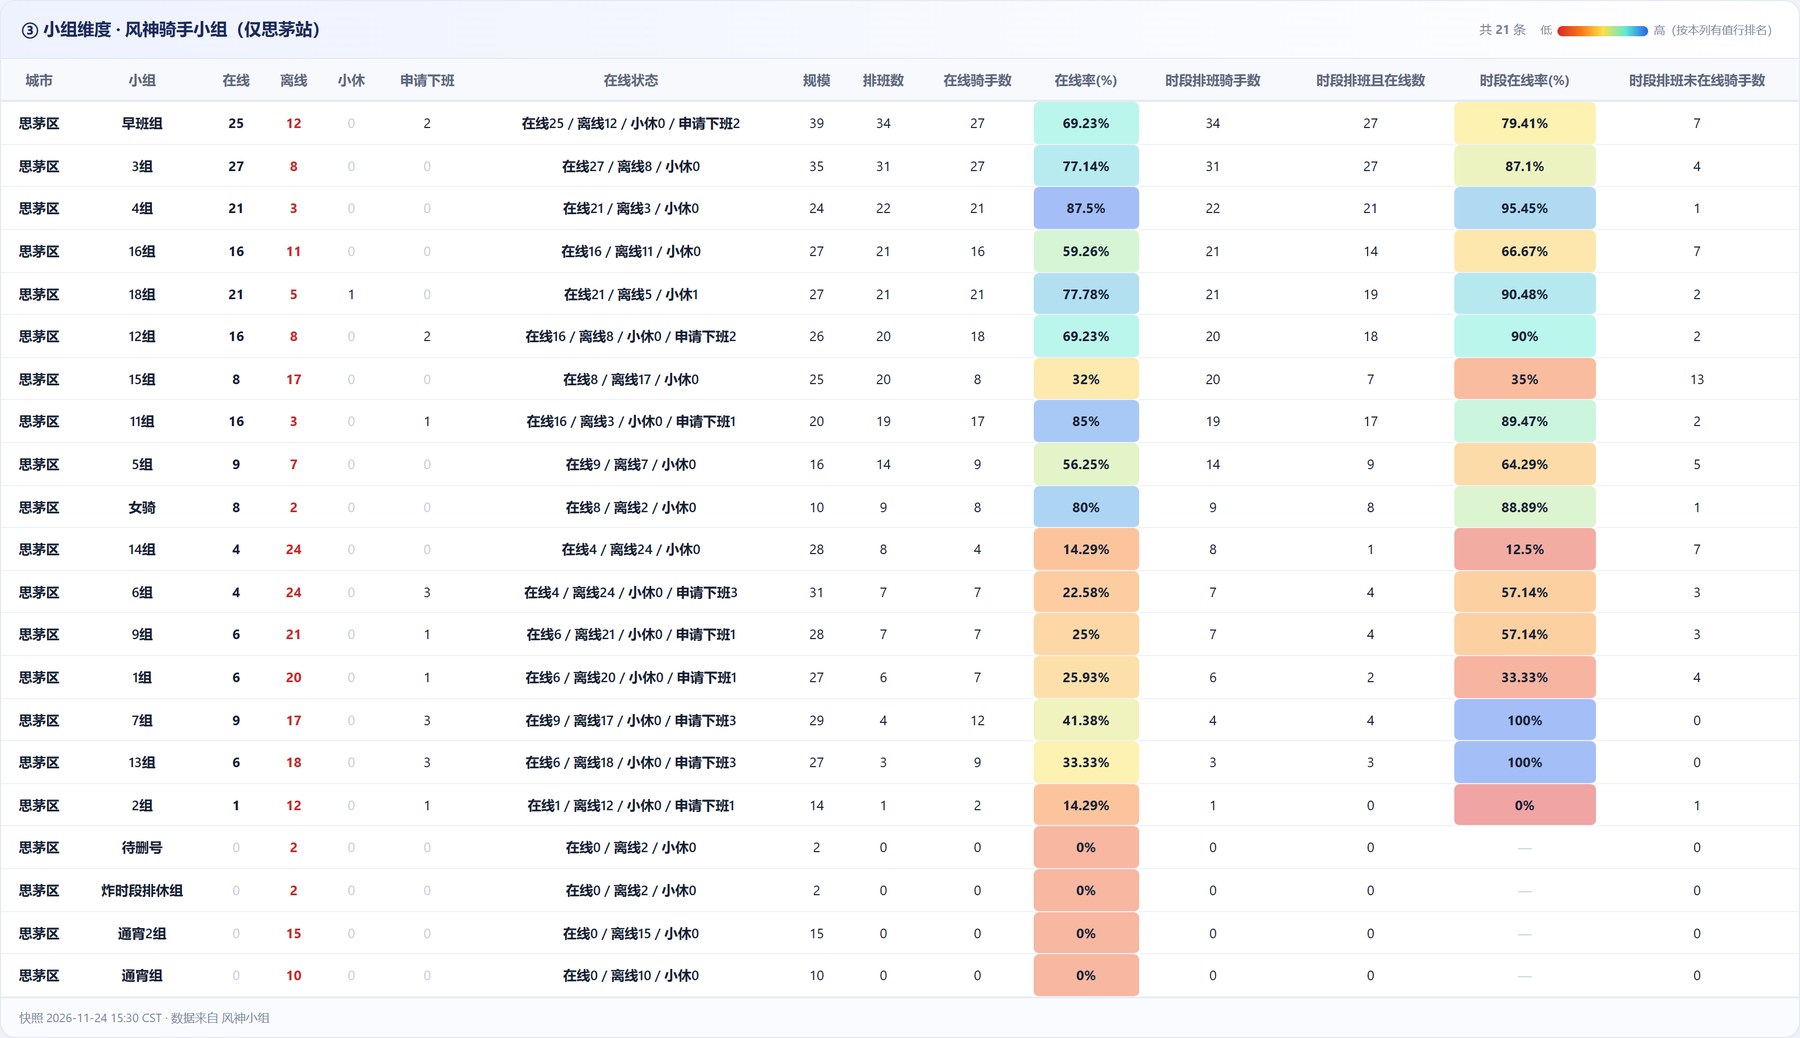 ③ 小组维度 · 风神骑手小组（仅思茅站）
共 21 条 低 高 (按本列有值行排名)
城市 小组 在线 离线 小休 申请下班 在线状态 规模 排班数 在线骑手数 在线率(%) 时段排班骑手数 时段排班且在线数 时段在线率(%) 时段排班未在线骑手数
思茅区 早班组 25 12 0 2 在线25 / 离线12 / 小休0 / 申请下班2 39 34 27 69.23% 34 27 79.41% 7
思茅区 3组 27 8 0 0 在线27 / 离线8 / 小休0 35 31 27 77.14% 31 27 87.1% 4
思茅区 4组 21 3 0 0 在线21 / 离线3 / 小休0 24 22 21 87.5% 22 21 95.45% 1
思茅区 16组 16 11 0 0 在线16 / 离线11 / 小休0 27 21 16 59.26% 21 14 66.67% 7
思茅区 18组 21 5 1 0 在线21 / 离线5 / 小休1 27 21 21 77.78% 21 19 90.48% 2
思茅区 12组 16 8 0 2 在线16 / 离线8 / 小休0 / 申请下班2 26 20 18 69.23% 20 18 90% 2
思茅区 15组 8 17 0 0 在线8 / 离线17 / 小休0 25 20 8 32% 20 7 35% 13
思茅区 11组 16 3 0 1 在线16 / 离线3 / 小休0 / 申请下班1 20 19 17 85% 19 17 89.47% 2
思茅区 5组 9 7 0 0 在线9 / 离线7 / 小休0 16 14 9 56.25% 14 9 64.29% 5
思茅区 女骑 8 2 0 0 在线8 / 离线2 / 小休0 10 9 8 80% 9 8 88.89% 1
思茅区 14组 4 24 0 0 在线4 / 离线24 / 小休0 28 8 4 14.29% 8 1 12.5% 7
思茅区 6组 4 24 0 3 在线4 / 离线24 / 小休0 / 申请下班3 31 7 7 22.58% 7 4 57.14% 3
思茅区 9组 6 21 0 1 在线6 / 离线21 / 小休0 / 申请下班1 28 7 7 25% 7 4 57.14% 3
思茅区 1组 6 20 0 1 在线6 / 离线20 / 小休0 / 申请下班1 27 6 7 25.93% 6 2 33.33% 4
思茅区 7组 9 17 0 3 在线9 / 离线17 / 小休0 / 申请下班3 29 4 12 41.38% 4 4 100% 0
思茅区 13组 6 18 0 3 在线6 / 离线18 / 小休0 / 申请下班3 27 3 9 33.33% 3 3 100% 0
思茅区 2组 1 12 0 1 在线1 / 离线12 / 小休0 / 申请下班1 14 1 2 14.29% 1 0 0% 1
思茅区 待删号 0 2 0 0 在线0 / 离线2 / 小休0 2 0 0 0% 0 0 — 0
思茅区 炸时段排休组 0 2 0 0 在线0 / 离线2 / 小休0 2 0 0 0% 0 0 — 0
思茅区 通宵2组 0 15 0 0 在线0 / 离线15 / 小休0 15 0 0 0% 0 0 — 0
思茅区 通宵组 0 10 0 0 在线0 / 离线10 / 小休0 10 0 0 0% 0 0 — 0
快照 2026-11-24 15:30 CST · 数据来自 风神小组